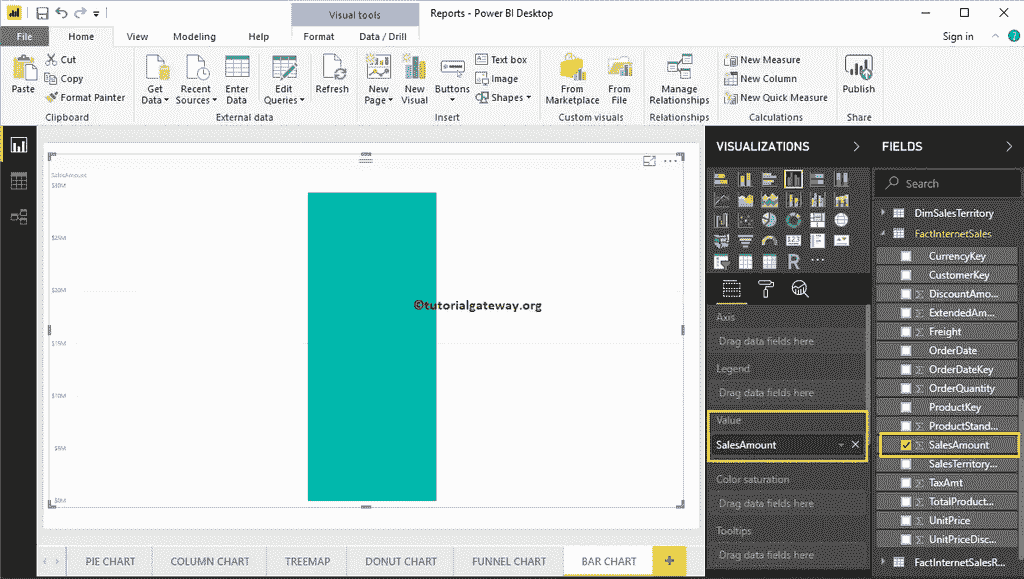 Visual tools
Reports - Power BI Desktop
Sign in
?
File
Home
View
Modeling
Help
Format
Data / Drill
Paste
Cut
Copy
Format Painter
Clipboard
Get Data
Recent Sources
Enter Data
Edit Queries
Refresh
External data
New Page
New Visual
Buttons
Text box
Image
Shapes
Insert
From Marketplace
From File
Custom visuals
Manage Relationships
Relationships
New Measure
New Column
New Quick Measure
Calculations
Publish
Share
SalesAmount
$25M
$20M
$15M
$10M
$5M
$0M
©tutorialgateway.org
VISUALIZATIONS
R
Axis
Drag data fields here
Legend
Drag data fields here
Value
SalesAmount
Color saturation
Drag data fields here
Tooltips
Drag data fields here
FIELDS
Search
DimSalesTerritory
FactInternetSales
CurrencyKey
CustomerKey
Σ DiscountAmo...
Σ ExtendedAm...
Σ Freight
OrderDate
Σ OrderDateKey
Σ OrderQuantity
ProductKey
Σ ProductStand...
Σ SalesAmount
SalesTerritory...
Σ TaxAmt
Σ TotalProduct...
Σ UnitPrice
Σ UnitPriceDisc...
FactInternetSalesR...
PIE CHART
COLUMN CHART
TREEMAP
DONUT CHART
FUNNEL CHART
BAR CHART
+